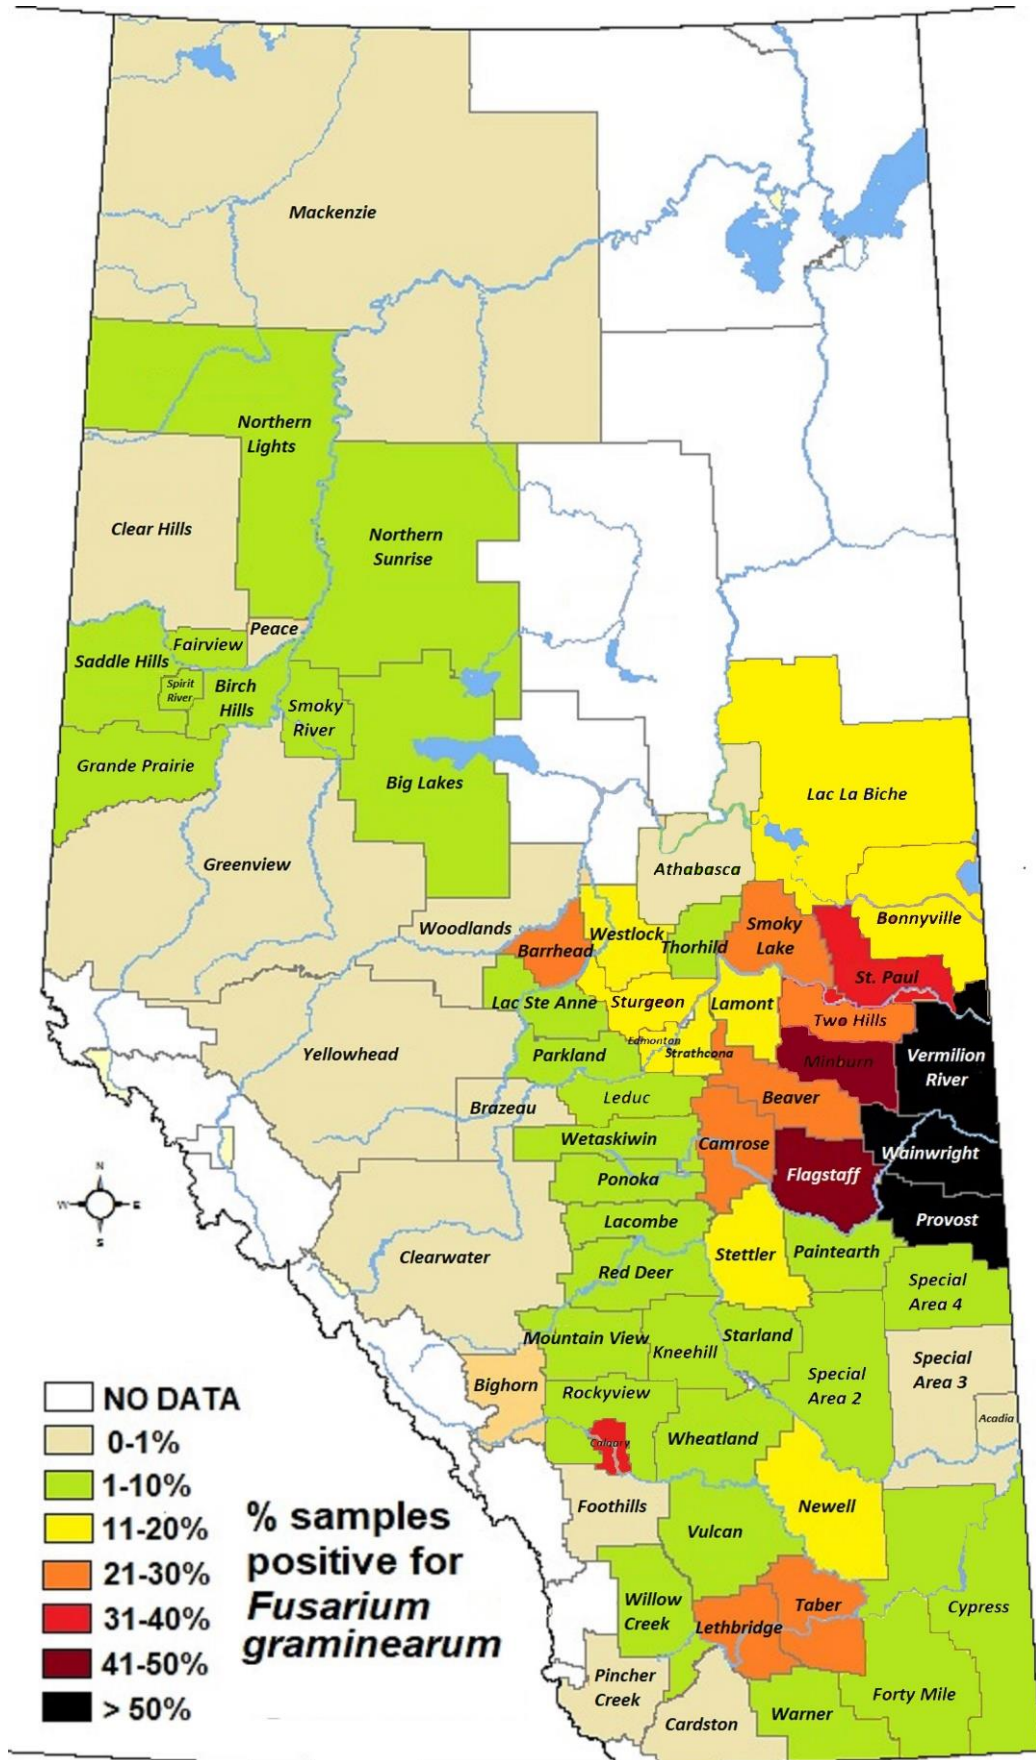 Mackenzie
Northern
Lights
Clear Hills
Northern
Sunrise
Peace
Fairview
Saddle Hills
Spirit
River
Birch
Hills
Smoky
River
Grande Prairie
Big Lakes
Lac La Biche
Greenview
Athabasca
Woodlands
Barrhead
Westlock
Thorhild
Smoky
Lake
Bonnyville
St. Paul
Lac Ste Anne
Sturgeon
Lamont
Two Hills
Edmonton
Strathcona
Yellowhead
Parkland
Minburn
Vermilion
River
Leduc
Beaver
Brazeau
Wetaskiwin
Camrose
Wainwright
Ponoka
Flagstaff
Provost
Lacombe
Clearwater
Stettler
Paintearth
Red Deer
Special
Area 4
Mountain View
Kneehill
Starland
Special
Area 3
Special
Area 2
Bighorn
Rockyview
Acadia
Calgary
Wheatland
Foothills
Newell
Vulcan
Willow
Creek
Taber
Lethbridge
Cypress
Pincher
Creek
Forty Mile
Warner
Cardston
N
W
E
S
NO DATA
0-1%
1-10%
11-20%
21-30%
31-40%
41-50%
> 50%
% samples
positive for
Fusarium
graminearum